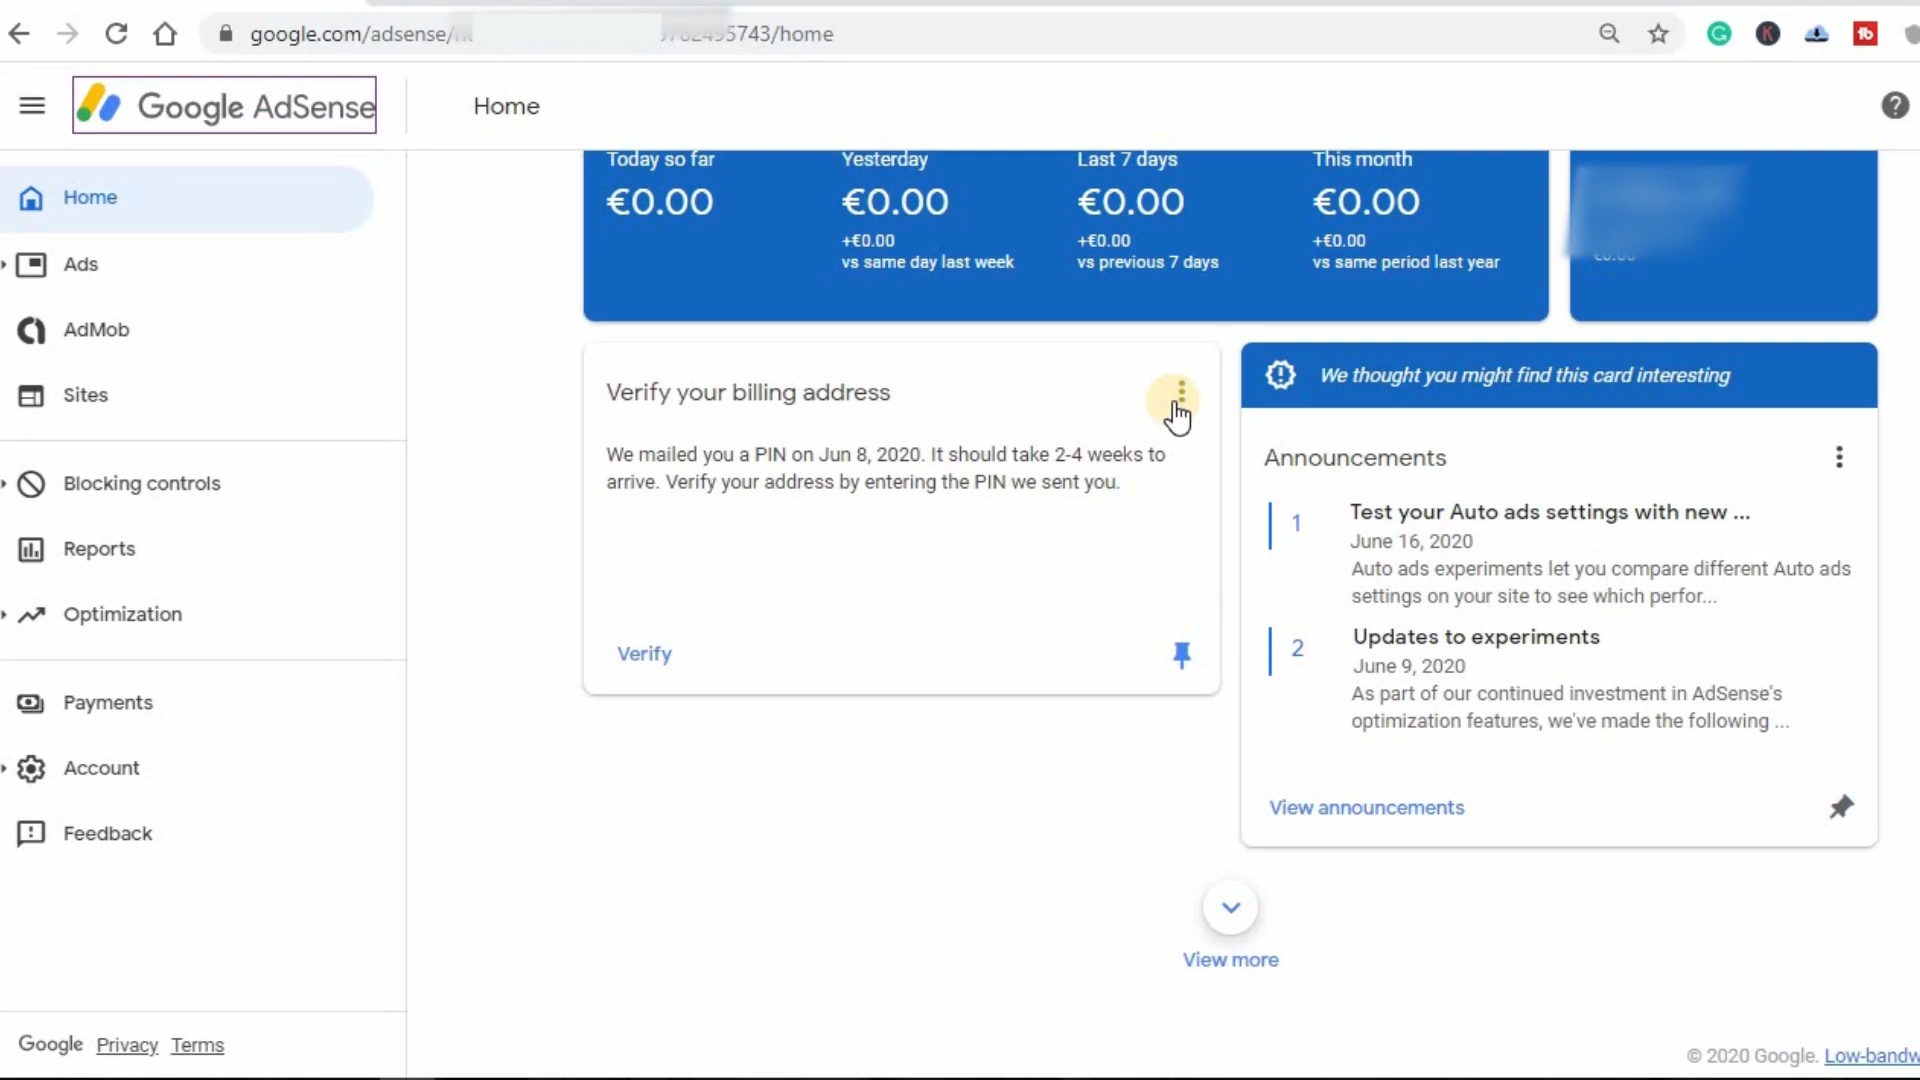 google.com/adsense/
62495743/home
Google AdSense
Home
Home
Ads
AdMob
Sites
Blocking controls
Reports
Optimization
Payments
Account
Feedback
Google Privacy Terms
Today so far
Yesterday
Last 7 days
This month
€0.00
€0.00
€0.00
€0.00
+€0.00
+€0.00
+€0.00
vs same day last week
vs previous 7 days
vs same period last year
€0.00
Verify your billing address
We mailed you a PIN on Jun 8, 2020. It should take 2-4 weeks to
arrive. Verify your address by entering the PIN we sent you.
Verify
We thought you might find this card interesting
Announcements
1
Test your Auto ads settings with new ...
June 16, 2020
Auto ads experiments let you compare different Auto ads
settings on your site to see which perfor...
2
Updates to experiments
June 9, 2020
As part of our continued investment in AdSense's
optimization features, we've made the following ...
View announcements
View more
© 2020 Google. Low-bandw